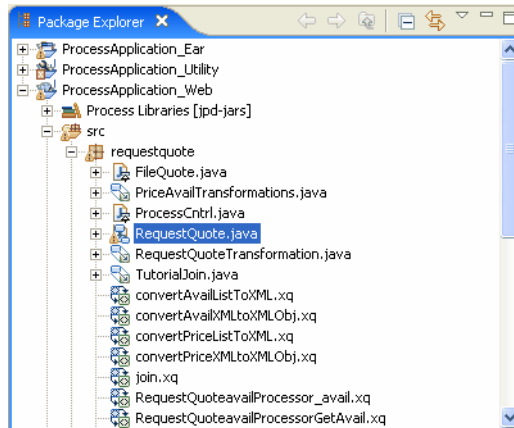 Package Explorer
ProcessApplication_Ear
ProcessApplication_Utility
ProcessApplication_Web
Process Libraries [jpd-jars]
src
requestquote
FileQuote.java
PriceAvailTransformations.java
ProcessCntrl.java
RequestQuote.java
RequestQuoteTransformation.java
TutorialJoin.java
convertAvailListToXML.xq
convertAvailXMLtoXMLObj.xq
convertPriceListToXML.xq
convertPriceXMLtoXMLObj.xq
join.xq
RequestQuoteavailProcessor_avail.xq
RequestQuoteavailProcessorGetAvail.xq